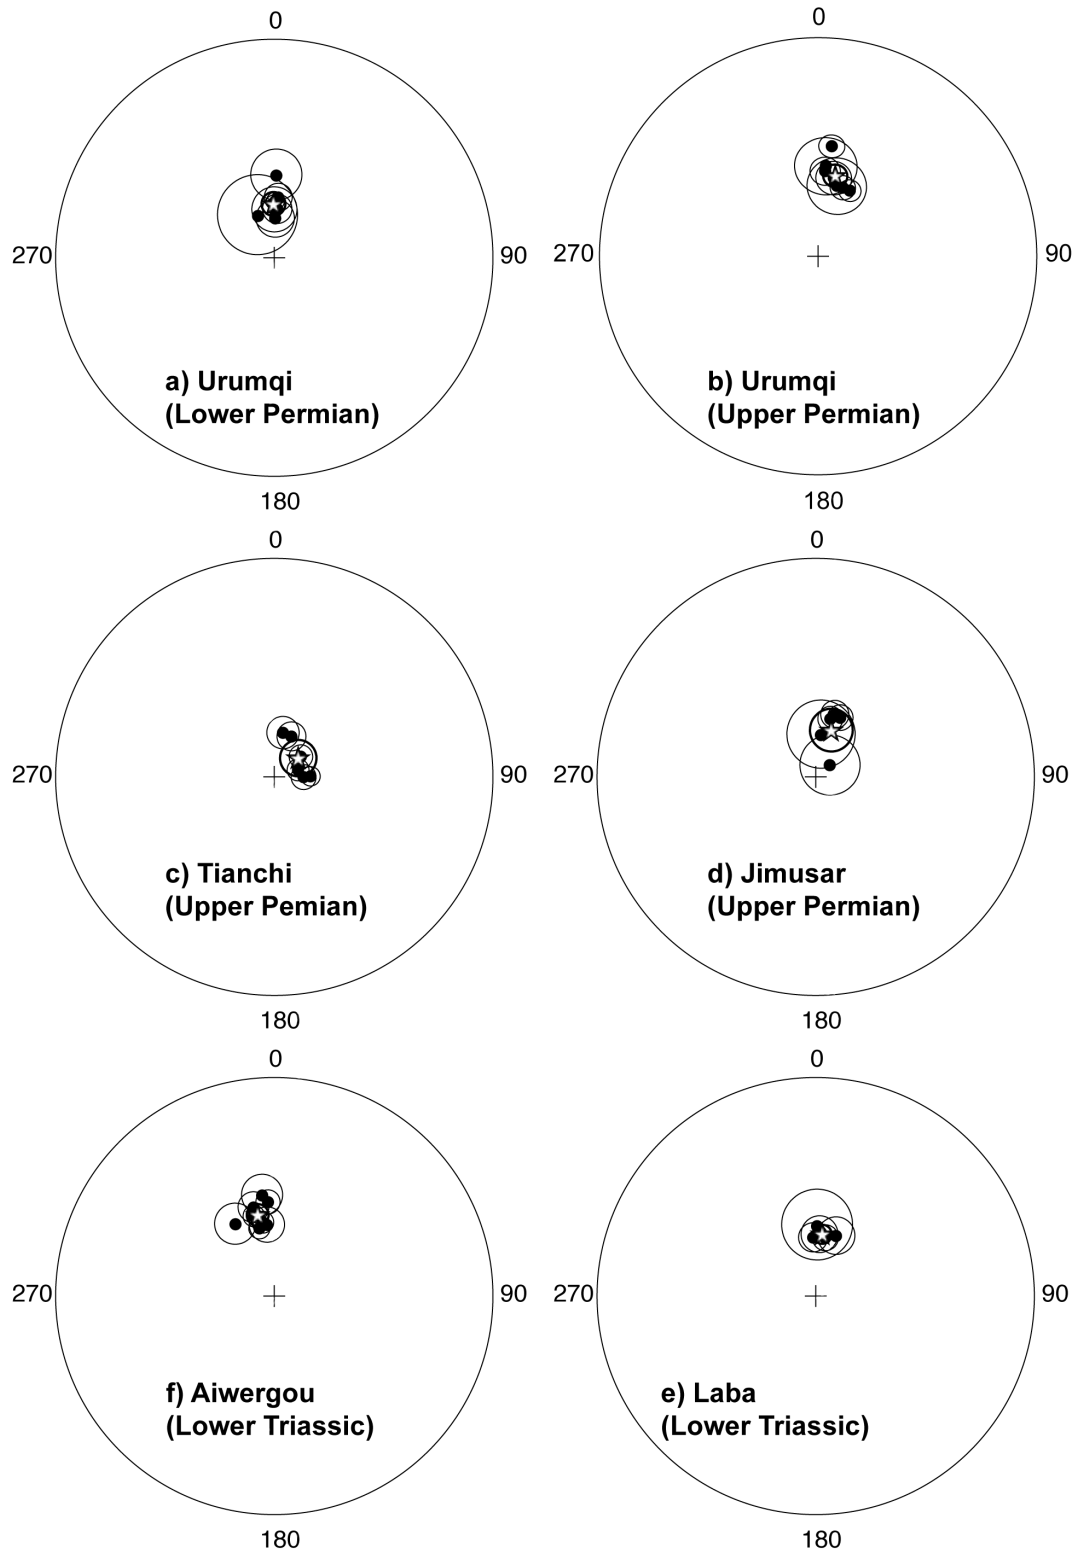 0
0
270
90
270
90
a) Urumqi
(Lower Permian)
b) Urumqi
(Upper Permian)
180
180
0
0
270
90
270
90
c) Tianchi
(Upper Pemian)
d) Jimusar
(Upper Permian)
180
180
0
0
270
90
270
90
f) Aiwergou
(Lower Triassic)
e) Laba
(Lower Triassic)
180
180